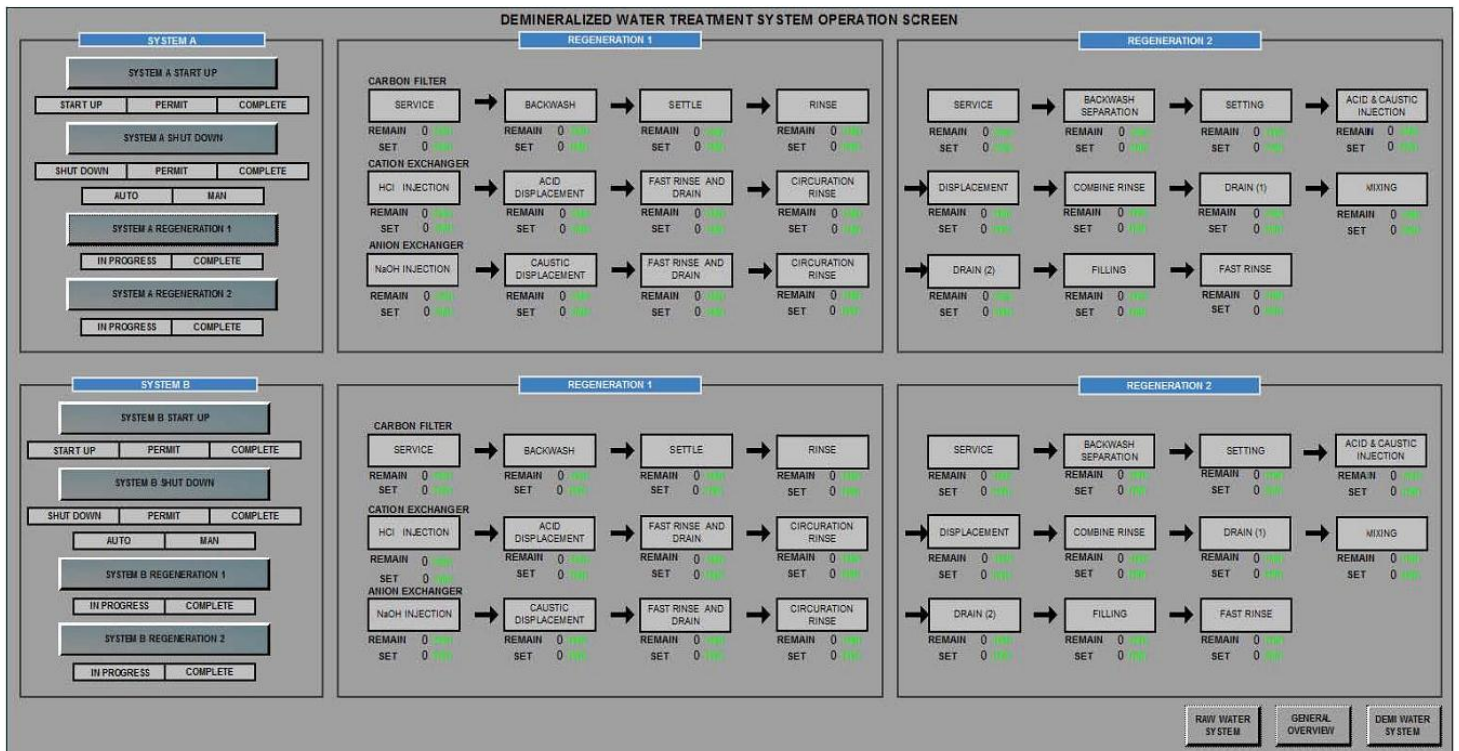 DEMINERALIZED WATER TREATMENT SYSTEM OPERATION SCREEN
SYSTEM A
SYSTEM A START UP
START UP PERMIT COMPLETE
SYSTEM A SHUT DOWN
SHUT DOWN PERMIT COMPLETE
AUTO MAN
SYSTEM A REGENERATION 1
IN PROGRESS COMPLETE
SYSTEM A REGENERATION 2
IN PROGRESS COMPLETE
REGENERATION 1
CARBON FILTER
SERVICE BACKWASH SETTLE RINSE
REMAIN 0 REMAIN 0 REMAIN 0 REMAIN 0
SET 0 SET 0 SET 0 SET 0
CATION EXCHANGER
HCI INJECTION ACID DISPLACEMENT FAST RINSE AND DRAIN CIRCURATION RINSE
REMAIN 0 REMAIN 0 REMAIN 0 REMAIN 0
SET 0 SET 0 SET 0 SET 0
ANION EXCHANGER
NaOH INJECTION CAUSTIC DISPLACEMENT FAST RINSE AND DRAIN CIRCURATION RINSE
REMAIN 0 REMAIN 0 REMAIN 0 REMAIN 0
SET 0 SET 0 SET 0 SET 0
REGENERATION 2
SERVICE BACKWASH SEPARATION SETTING ACID & CAUSTIC INJECTION
REMAIN 0 REMAIN 0 REMAIN 0 REMAIN 0
SET 0 SET 0 SET 0 SET 0
DISPLACEMENT COMBINE RINSE DRAIN (1) MIXING
REMAIN 0 REMAIN 0 REMAIN 0 REMAIN 0
SET 0 SET 0 SET 0 SET 0
DRAIN (2) FILLING FAST RINSE
REMAIN 0 REMAIN 0 REMAIN 0
SET 0 SET 0 SET 0
SYSTEM B
SYSTEM B START UP
START UP PERMIT COMPLETE
SYSTEM B SHUT DOWN
SHUT DOWN PERMIT COMPLETE
AUTO MAN
SYSTEM B REGENERATION 1
IN PROGRESS COMPLETE
SYSTEM B REGENERATION 2
IN PROGRESS COMPLETE
REGENERATION 1
CARBON FILTER
SERVICE BACKWASH SETTLE RINSE
REMAIN 0 REMAIN 0 REMAIN 0 REMAIN 0
SET 0 SET 0 SET 0 SET 0
CATION EXCHANGER
HCI INJECTION ACID DISPLACEMENT FAST RINSE AND DRAIN CIRCURATION RINSE
REMAIN 0 REMAIN 0 REMAIN 0 REMAIN 0
SET 0 SET 0 SET 0 SET 0
ANION EXCHANGER
NaOH INJECTION CAUSTIC DISPLACEMENT FAST RINSE AND DRAIN CIRCURATION RINSE
REMAIN 0 REMAIN 0 REMAIN 0 REMAIN 0
SET 0 SET 0 SET 0 SET 0
REGENERATION 2
SERVICE BACKWASH SEPARATION SETTING ACID & CAUSTIC INJECTION
REMAIN 0 REMAIN 0 REMAIN 0 REMAIN 0
SET 0 SET 0 SET 0 SET 0
DISPLACEMENT COMBINE RINSE DRAIN (1) MIXING
REMAIN 0 REMAIN 0 REMAIN 0 REMAIN 0
SET 0 SET 0 SET 0 SET 0
DRAIN (2) FILLING FAST RINSE
REMAIN 0 REMAIN 0 REMAIN 0
SET 0 SET 0 SET 0
RAW WATER SYSTEM GENERAL OVERVIEW DEMI WATER SYSTEM